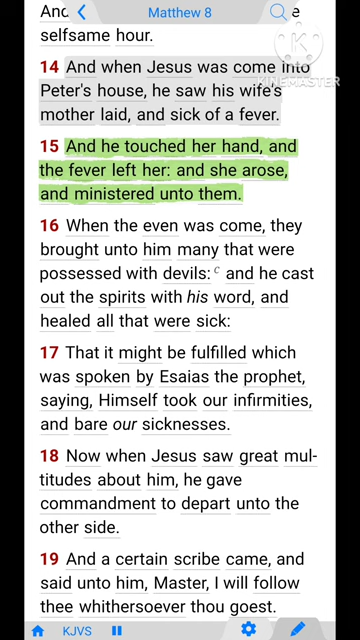 Matthew 8
And
e
selfsame hour.
14 And when Jesus was come into
Peter's house, he saw his wife's
mother laid, and sick of a fever.
KINEMASTER
15 And he touched her hand, and
the fever left her: and she arose,
and ministered unto them.
16 When the even was come, they
brought unto him many that were
possessed with devils: c and he cast
out the spirits with his word, and
healed all that were sick:
17 That it might be fulfilled which
was spoken by Esaias the prophet,
saying, Himself took our infirmities,
and bare our sicknesses.
18 Now when Jesus saw great mul-
titudes about him, he gave
commandment to depart unto the
other side.
19 And a certain scribe came, and
said unto him, Master, I will follow
thee whithersoever thou goest.
KJVS